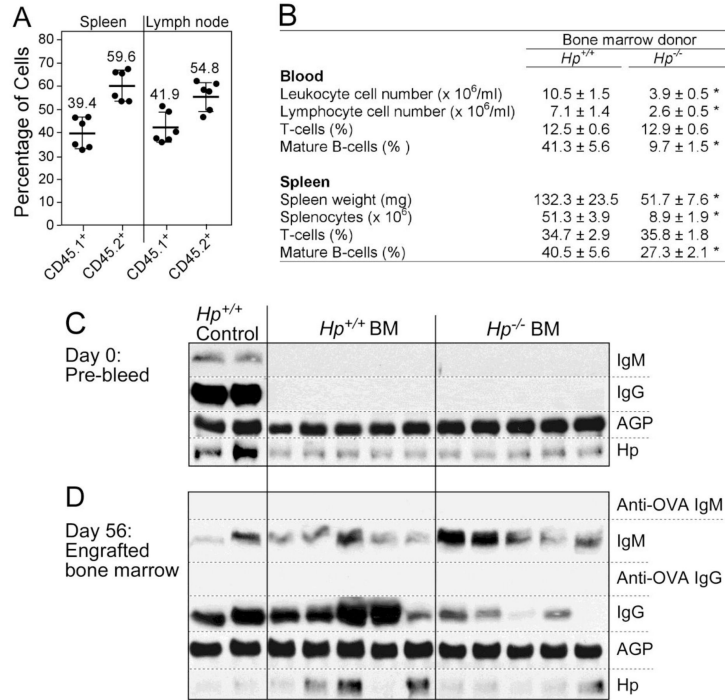 A
Spleen
Lymph node
Percentage of Cells
80
70
60
50
40
30
20
10
0
39.4
59.6
41.9
54.8
CD45.1+
CD45.2+
CD45.1+
CD45.2+
B
Bone marrow donor
Hp+/+ Hp-/-
Blood
Leukocyte cell number (x 10⁶/ml) 10.5 ± 1.5 3.9 ± 0.5 *
Lymphocyte cell number (x 10⁶/ml) 7.1 ± 1.4 2.6 ± 0.5 *
T-cells (%) 12.5 ± 0.6 12.9 ± 0.6
Mature B-cells (% ) 41.3 ± 5.6 9.7 ± 1.5 *
Spleen
Spleen weight (mg) 132.3 ± 23.5 51.7 ± 7.6 *
Splenocytes (x 10⁶) 51.3 ± 3.9 8.9 ± 1.9 *
T-cells (%) 34.7 ± 2.9 35.8 ± 1.8
Mature B-cells (%) 40.5 ± 5.6 27.3 ± 2.1 *
C
Hp+/+
Control
Hp+/+ BM
Hp-/- BM
Day 0:
Pre-bleed
IgM
IgG
AGP
Hp
D
Day 56:
Engrafted
bone marrow
Anti-OVA IgM
IgM
Anti-OVA IgG
IgG
AGP
Hp